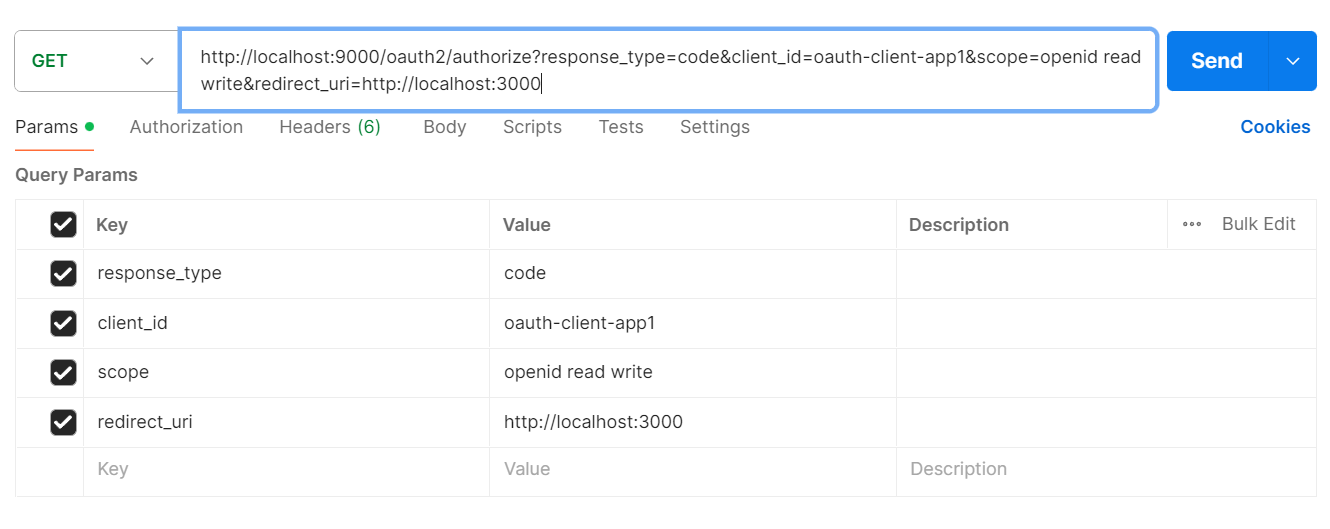 GET
http://localhost:9000/oauth2/authorize?response_type=code&client_id=oauth-client-app1&scope=openid read
write&redirect_uri=http://localhost:3000
Send
Params Authorization Headers (6) Body Scripts Tests Settings Cookies
Query Params
Key Value Description Bulk Edit
response_type code
client_id oauth-client-app1
scope openid read write
redirect_uri http://localhost:3000
Key Value Description